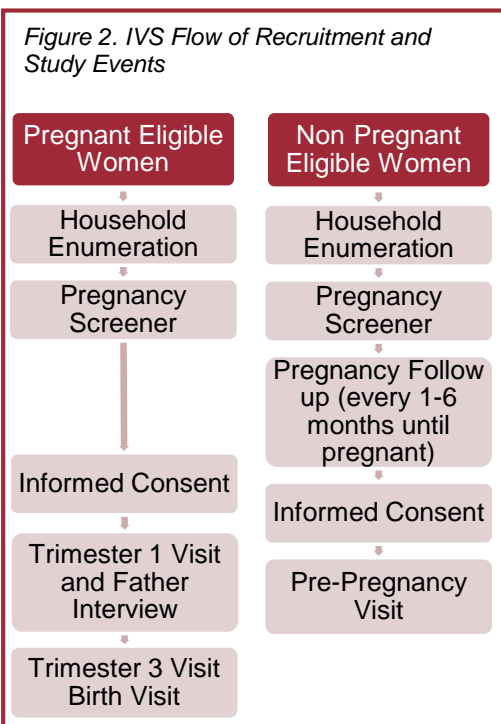 Figure 2. IVS Flow of Recruitment and
Study Events
Pregnant Eligible
Women
Household
Enumeration
Pregnancy
Screener
Informed Consent
Trimester 1 Visit
and Father
Interview
Trimester 3 Visit
Birth Visit
Non Pregnant
Eligible Women
Household
Enumeration
Pregnancy
Screener
Pregnancy Follow
up (every 1-6
months until
pregnant)
Informed Consent
Pre-Pregnancy
Visit